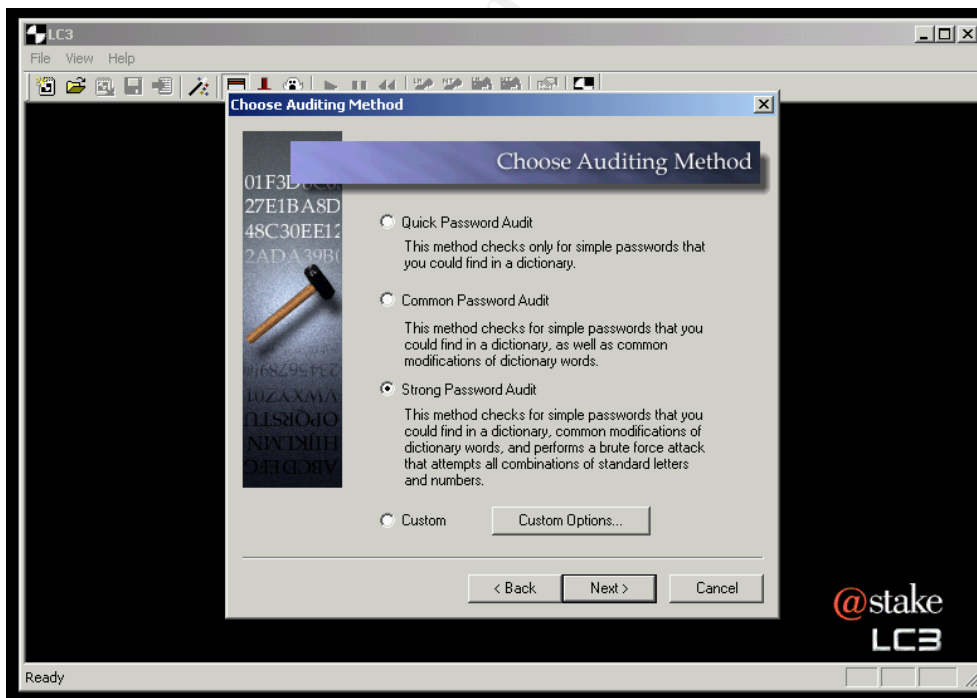 LC3
File View Help
Choose Auditing Method
Choose Auditing Method
27E1BA8D
48C30EE12
2ADA39B0
Quick Password Audit
This method checks only for simple passwords that
you could find in a dictionary.
Common Password Audit
This method checks for simple passwords that you
could find in a dictionary, as well as common
modifications of dictionary words.
Strong Password Audit
This method checks for simple passwords that you
could find in a dictionary, common modifications of
dictionary words, and performs a brute force attack
that attempts all combinations of standard letters
and numbers.
Custom
Custom Options...
< Back
Next >
Cancel
@stake
LC3
Ready